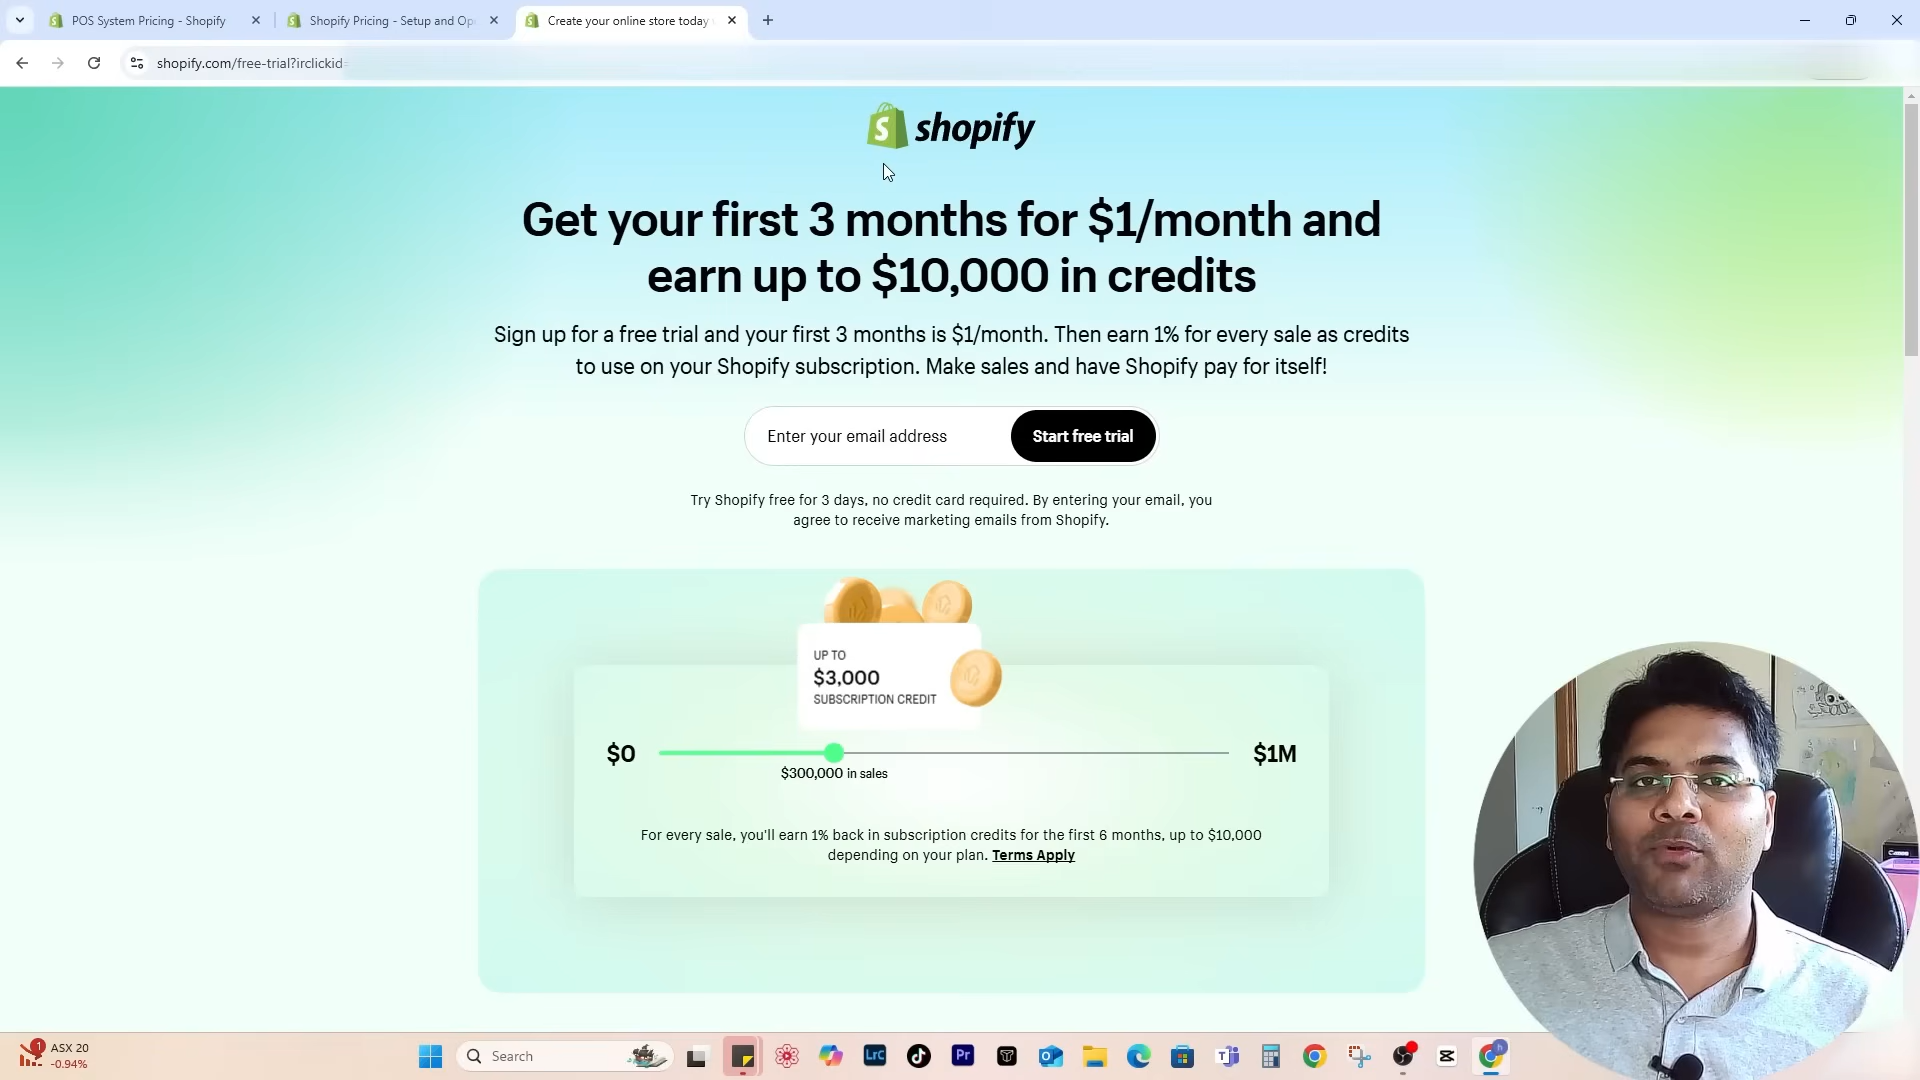 POS System Pricing - Shopify
Shopify Pricing - Setup and Op
Create your online store today
shopify.com/free-trial?irclickid=
shopify
Get your first 3 months for $1/month and
earn up to $10,000 in credits
Sign up for a free trial and your first 3 months is $1/month. Then earn 1% for every sale as credits
to use on your Shopify subscription. Make sales and have Shopify pay for itself!
Enter your email address
Start free trial
Try Shopify free for 3 days, no credit card required. By entering your email, you
agree to receive marketing emails from Shopify.
UP TO
$3,000
SUBSCRIPTION CREDIT
$0
$1M
$300,000 in sales
For every sale, you'll earn 1% back in subscription credits for the first 6 months, up to $10,000
depending on your plan. Terms Apply
Canon
1
ASX 20
-0.94%
Search
LrC
Pr
h